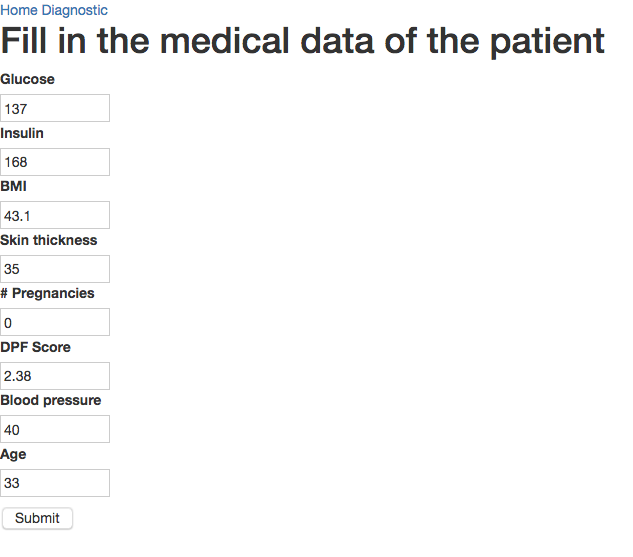 Home Diagnostic
Fill in the medical data of the patient
Glucose
137
Insulin
168
BMI
43.1
Skin thickness
35
# Pregnancies
0
DPF Score
2.38
Blood pressure
40
Age
33
Submit